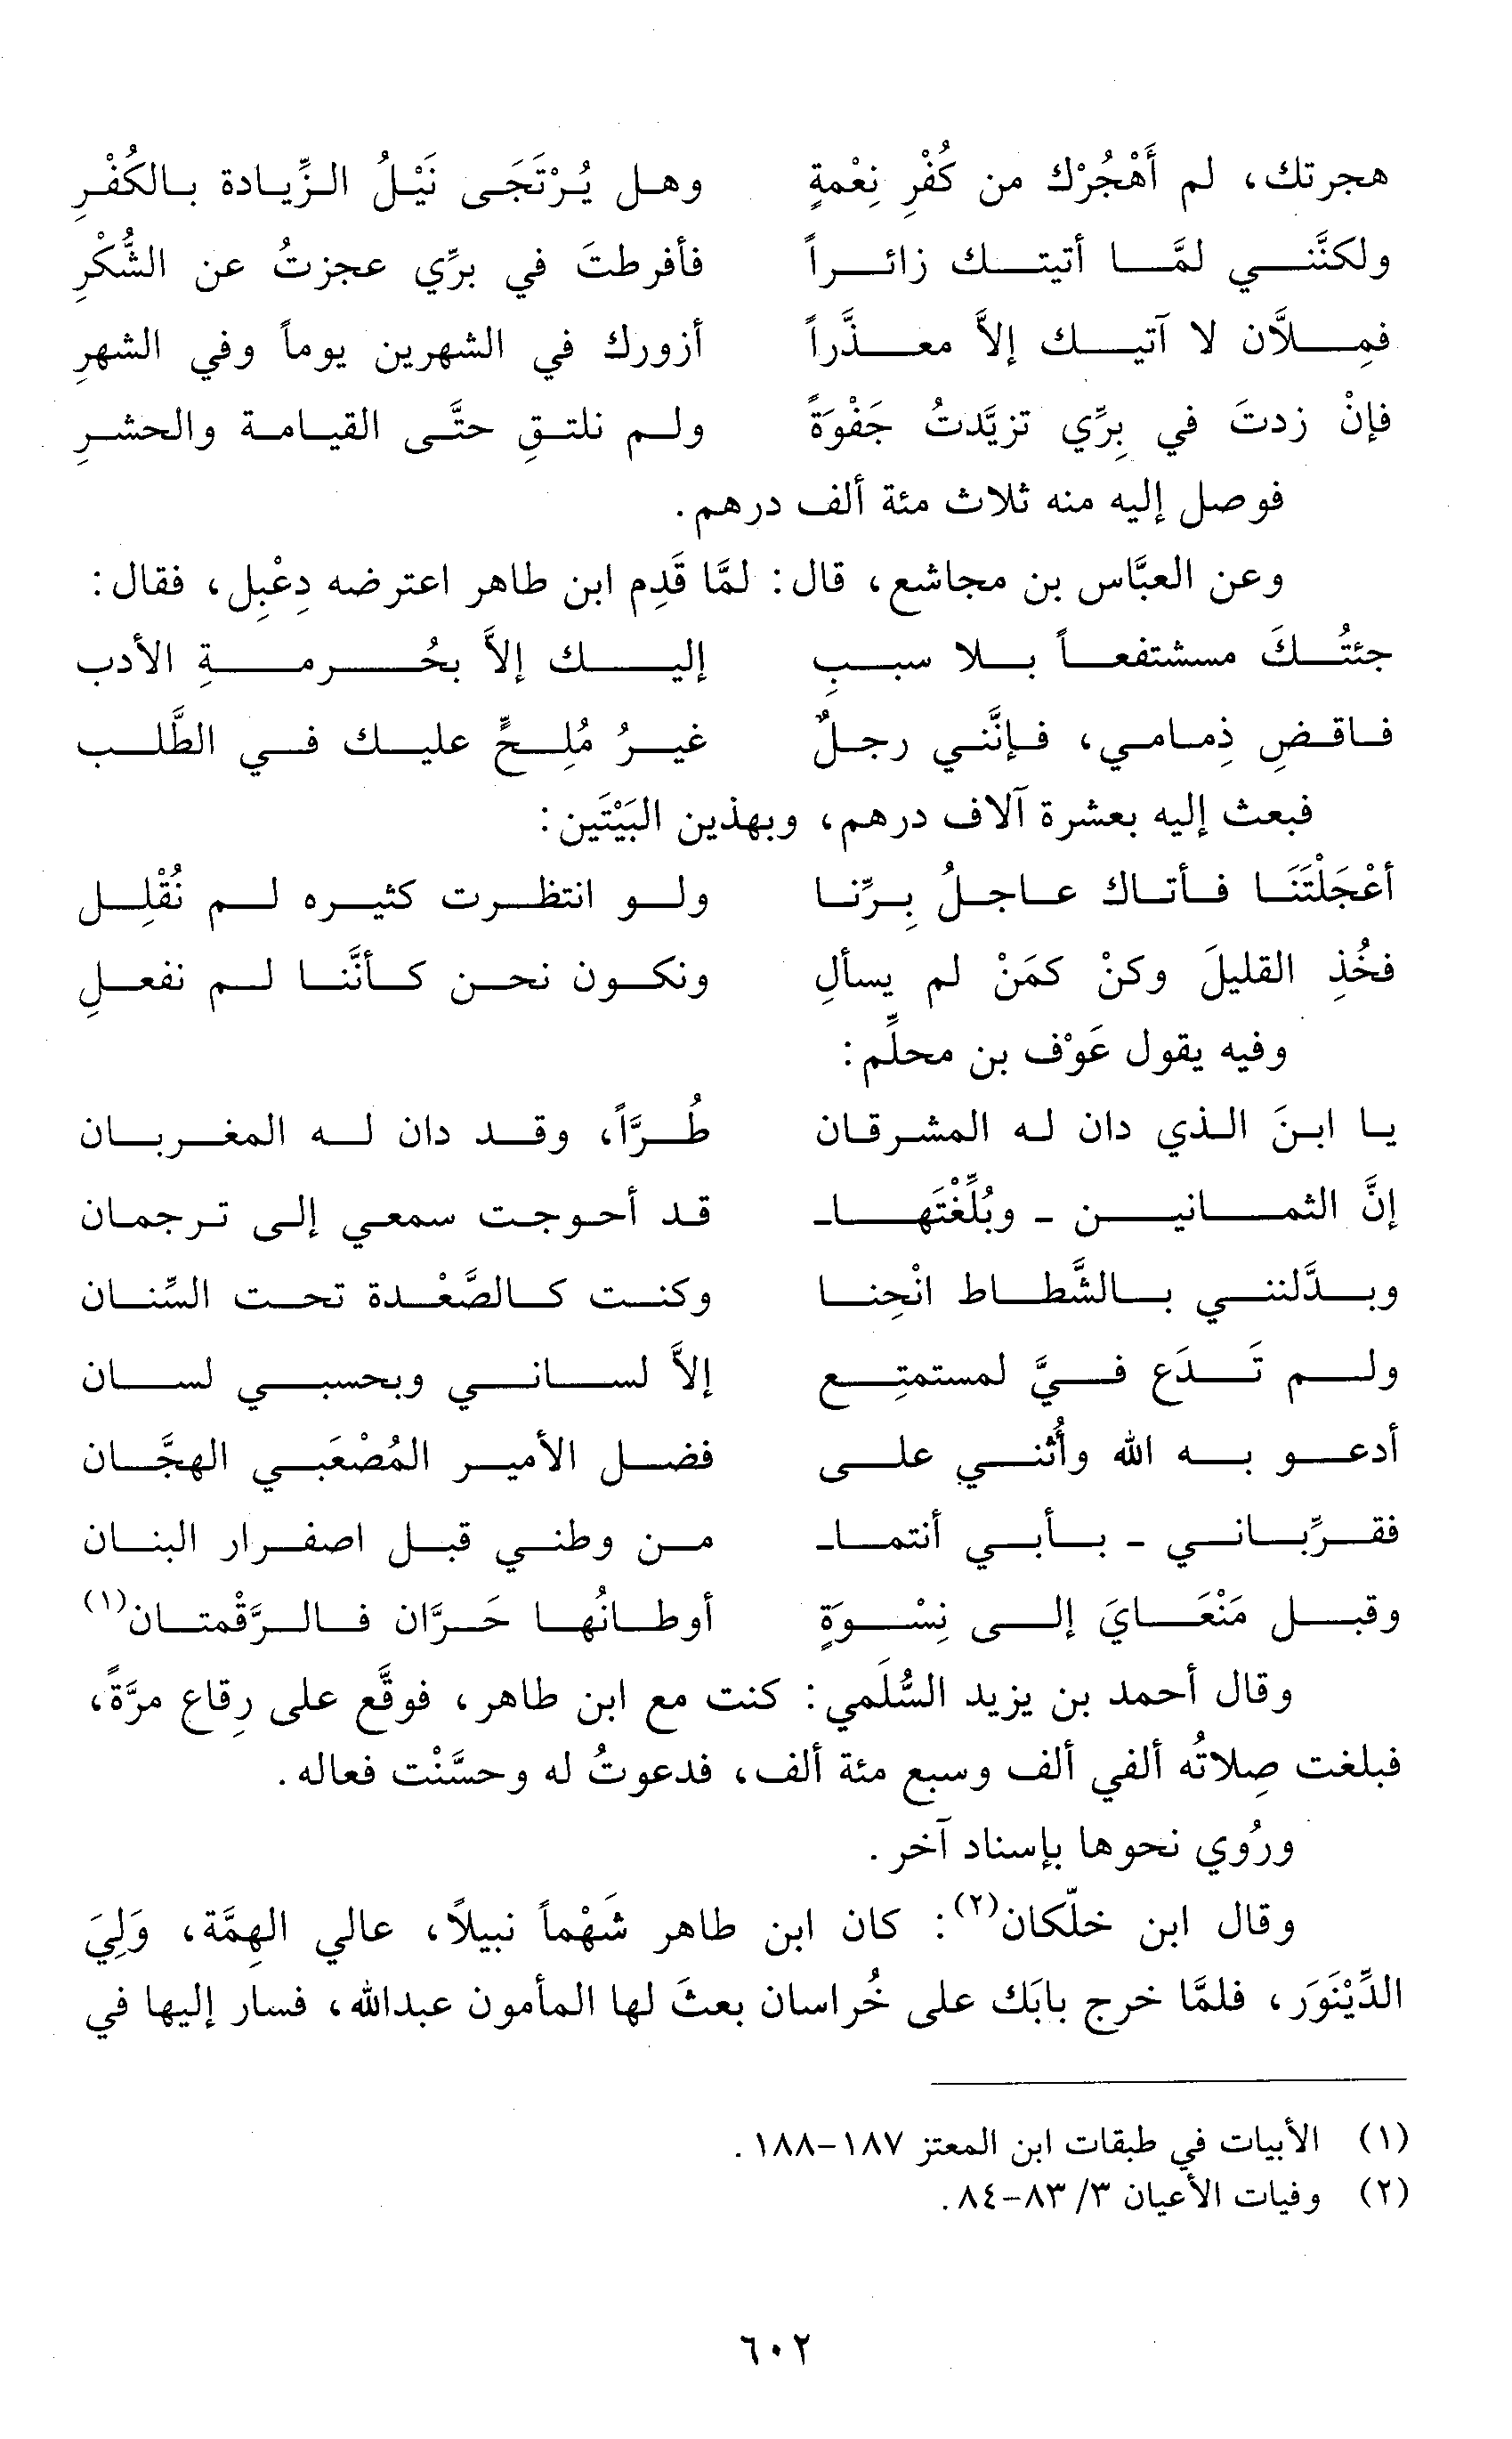 هجرتك، لم أَهْجُرْك من كُفْرِ نِعْمةٍ وهل يُرْتَجَى نَيْلُ الزِّيادة بالكُفْرِ
ولكنَّني لمَّا أتيتك زائراً فأفرطتَ في برِّي عجزتُ عن الشُّكْرِ
فمِلاَّن لا آتيك إلاَّ معذَّراً أزورك في الشهرين يوماً وفي الشهرِ
فإنْ زدتَ في بِرِّي تزيَّدتُ جَفْوَةً ولم نلتقِ حتَّى القيامة والحشرِ
فوصل إليه منه ثلاث مئة ألف درهم.
وعن العبَّاس بن مجاشع، قال: لمَّا قَدِم ابن طاهر اعترضه دِعْبِل، فقال:
جئتُكَ مسشتفعاً بلا سببِ إليك إلاَّ بحُرمةِ الأدب
فاقضِ ذِمامي، فإنَّني رجلٌ غيرُ مُلِحٍّ عليك في الطَّلب
فبعث إليه بعشرة آلاف درهم، وبهذين البَيْتَين:
أعْجَلْتَنَا فأتاك عاجلُ بِرِّنا ولو انتظرت كثيره لم نُقْلِل
فخُذِ القليلَ وكنْ كمَنْ لم يسألِ ونكون نحن كأنَّنا لم نفعلِ
وفيه يقول عَوْف بن محلِّم:
يا ابنَ الذي دان له المشرقان طُرَّاً، وقد دان له المغربان
إنَّ الثمانين - وبُلِّغْتَها- قد أحوجت سمعي إلى ترجمان
وبدَّلتني بالشَّطاط انْحِنا وكنت كالصَّعْدة تحت السِّنان
ولم تَدَع فيَّ لمستمتِع إلاَّ لساني وبحسبي لسان
أدعو به الله وأُثني على فضل الأمير المُصْعَبي الهجَّان
فقرِّباني - بأبي أنتما- من وطني قبل اصفرار البنان
وقبل مَنْعَايَ إلى نِسْوَةٍ أوطانُها حَرَّان فالرَّقْمتان(١)
وقال أحمد بن يزيد السُّلَمي: كنت مع ابن طاهر، فوقَّع على رِقاع مرَّةً،
فبلغت صِلاتُه ألفي ألف وسبع مئة ألف، فدعوتُ له وحسَّنْت فعاله.
ورُوي نحوها بإسناد آخر.
وقال ابن خلّكان(٢): كان ابن طاهر شَهْماً نبيلاً، عالي الهِمَّة، وَلِيَ
الدِّيْنَوَر، فلمَّا خرج بابَك على خُراسان بعثَ لها المأمون عبدالله، فسار إليها في
(١) الأبيات في طبقات ابن المعتز ١٨٧-١٨٨.
(٢) وفيات الأعيان ٣/ ٨٣-٨٤.
٦٠٢